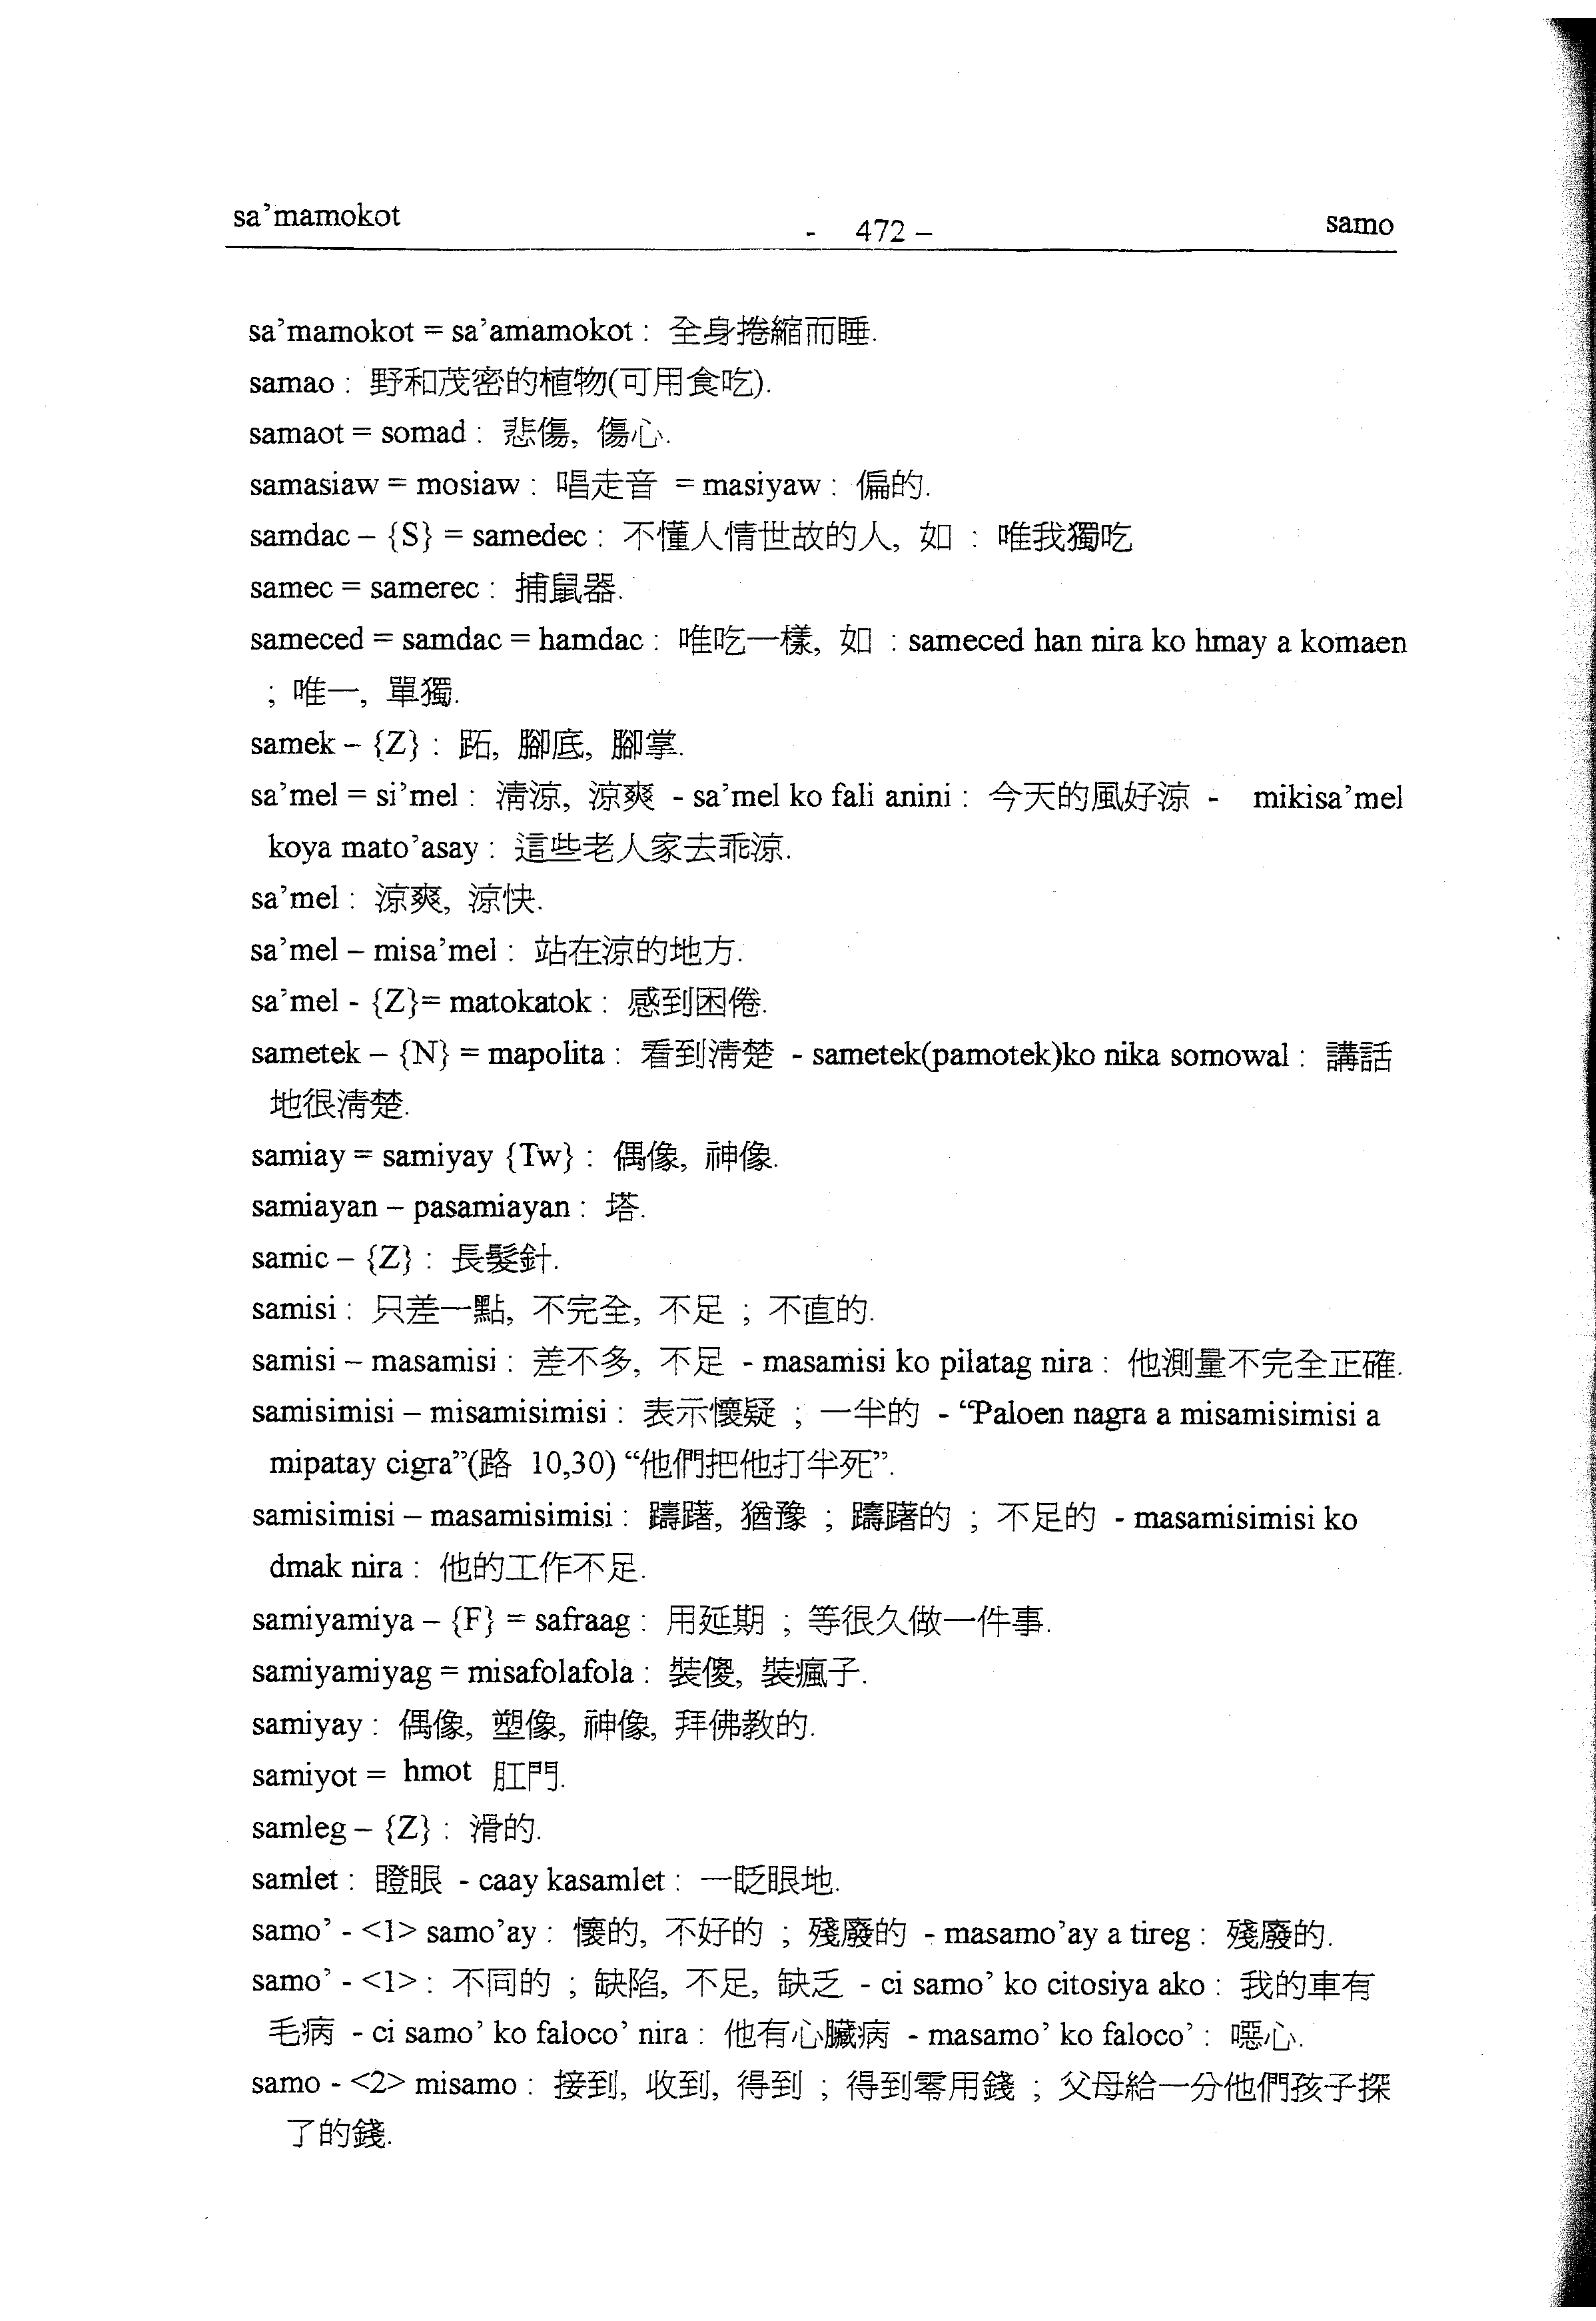 sa’mamokot
- 472 –
samo
sa’mamokot = sa’amamokot : 全身捲縮而睡.
samao : 野和茂密的植物(可用食吃).
samaot = somad : 悲傷, 傷心.
samasiaw = mosiaw : 唱走音 = masiyaw : 偏的.
samdac – {S} = samedec : 不懂人情世故的人, 如 : 唯我獨吃
samec = samerec : 捕鼠器.
sameced = samdac = hamdac : 唯吃一樣, 如 : sameced han nira ko hmay a komaen
; 唯一, 單獨.
samek – {Z} : 跖, 腳底, 腳掌.
sa’mel = si’mel : 清涼, 涼爽 - sa’mel ko fali anini : 今天的風好涼 - mikisa’mel
koya mato’asay : 這些老人家去乖涼.
sa’mel : 涼爽, 涼快.
sa’mel – misa’mel : 站在涼的地方.
sa’mel - {Z}= matokatok : 感到困倦.
sametek – {N} = mapolita : 看到清楚 - sametek(pamotek)ko nika somowal : 講話
地很清楚.
samiay = samiyay {Tw} : 偶像, 神像.
samiayan – pasamiayan : 塔.
samic – {Z} : 長髮針.
samisi : 只差一點, 不完全, 不足 ; 不直的.
samisi – masamisi : 差不多, 不足 - masamisi ko pilatag nira : 他測量不完全正確.
samisimisi – misamisimisi : 表示懷疑 ; 一半的 - “Paloen nagra a misamisimisi a
mipatay cigra”(路 10,30) “他們把他打半死”.
samisimisi – masamisimisi : 躊躇, 猶豫 ; 躊躇的 ; 不足的 - masamisimisi ko
dmak nira : 他的工作不足.
samiyamiya – {F} = safraag : 用延期 ; 等很久做一件事.
samiyamiyag = misafolafola : 裝傻, 裝瘋子.
samiyay : 偶像, 塑像, 神像, 拜佛教的.
samiyot = hmot 肛門.
samleg – {Z} : 滑的.
samlet : 瞪眼 - caay kasamlet : 一眨眼地.
samo’ - <1> samo’ay : 懷的, 不好的 ; 殘廢的 - masamo’ay a tireg : 殘廢的.
samo’ - <1> : 不同的 ; 缺陷, 不足, 缺乏 - ci samo’ ko citosiya ako : 我的車有
毛病 - ci samo’ ko faloco’ nira : 他有心臟病 - masamo’ ko faloco’ : 噁心.
samo - <2> misamo : 接到, 收到, 得到 ; 得到零用錢 ; 父母給一分他們孩子探
了的錢.